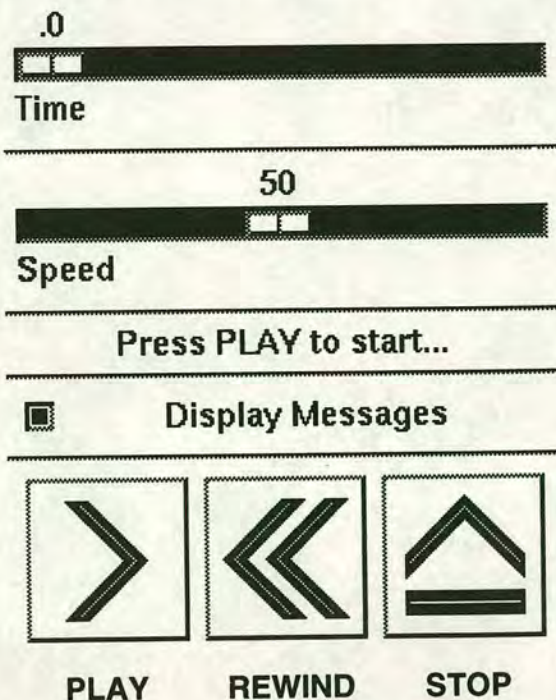 .0
Time
50
Speed
Press PLAY to start...
Display Messages
PLAY REWIND STOP